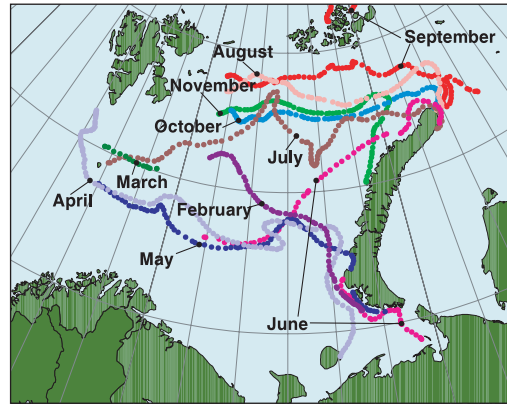 August
September
November
October
July
March
April
February
May
June